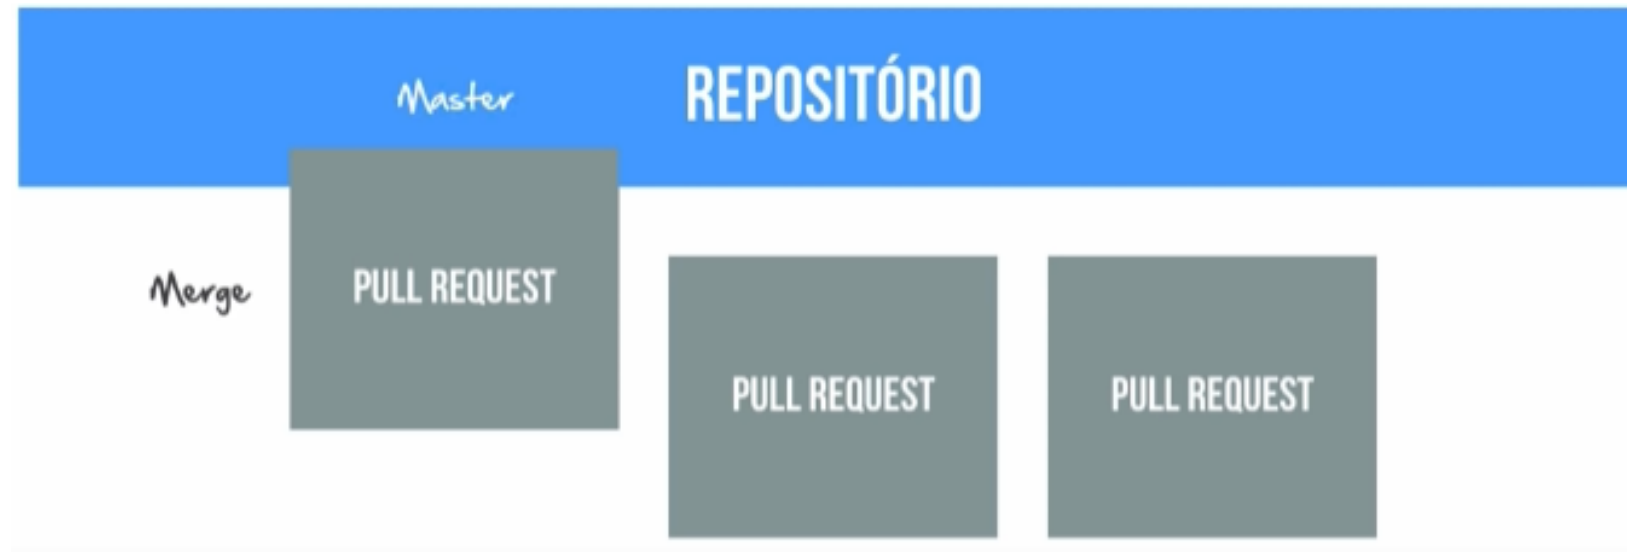 Master
REPOSITÓRIO
Merge
PULL REQUEST
PULL REQUEST
PULL REQUEST